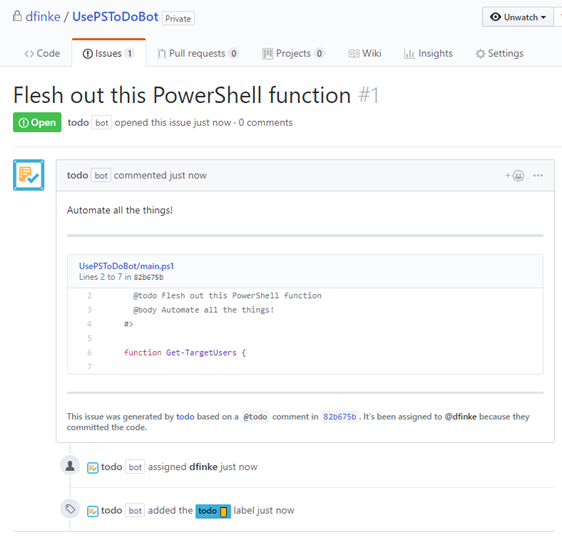 dfinke / UsePSToDoBot Private
Unwatch
Code Issues 1 Pull requests 0 Projects 0 Wiki Insights Settings
Flesh out this PowerShell function #1
Open todo bot opened this issue just now · 0 comments
todo bot commented just now
Automate all the things!
UsePSToDoBot/main.ps1
Lines 2 to 7 in 82b675b
2 @todo Flesh out this PowerShell function
3 @body Automate all the things!
4 #>
5
6 function Get-TargetUsers {
7
This issue was generated by todo based on a @todo comment in 82b675b. It's been assigned to @dfinke because they
committed the code.
todo bot assigned dfinke just now
todo bot added the todo label just now